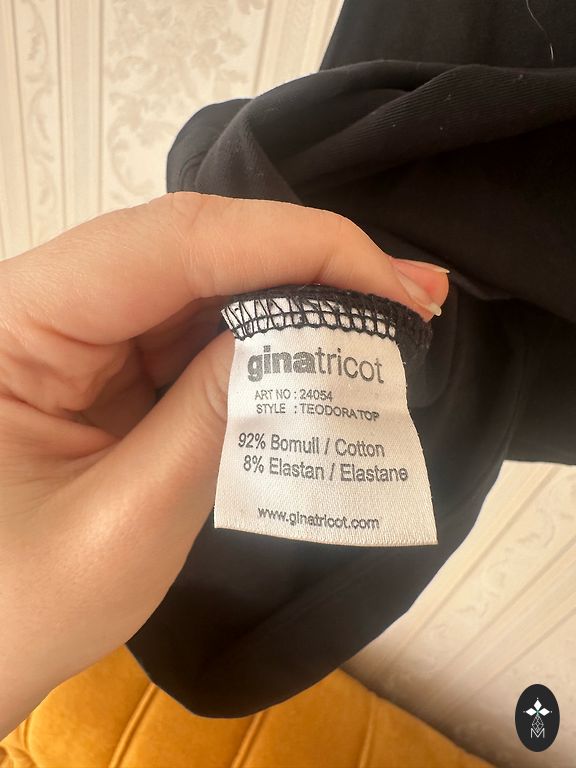 ginatricot
ART NO : 24054
STYLE : TEODORA TOP
92% Bomull / Cotton
8% Elastan / Elastane
www.ginatricot.com
M